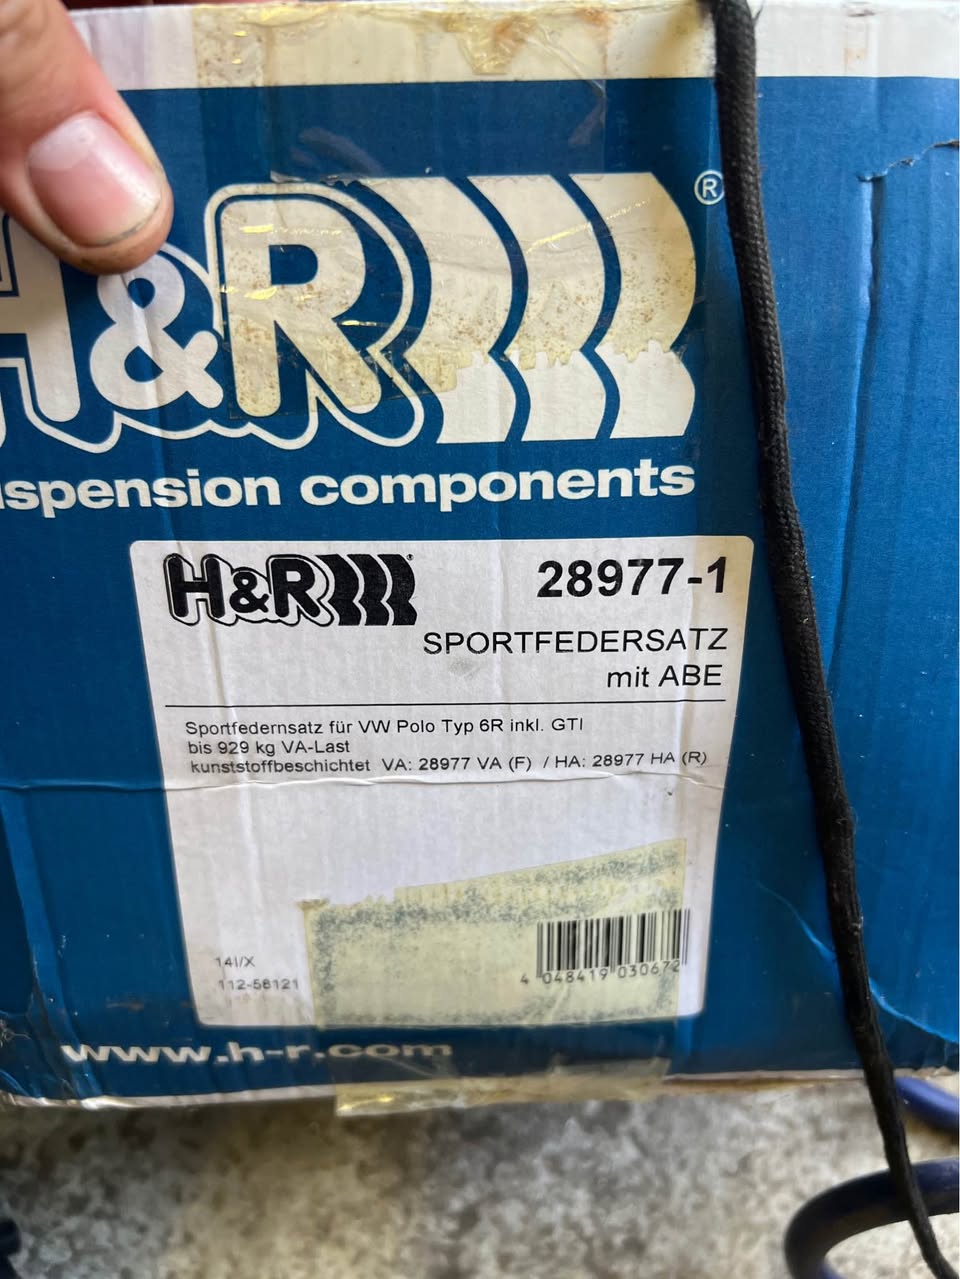 H&R®
spension components
H&R®
28977-1
SPORTFEDERSATZ
mit ABE
Sportfedernsatz für VW Polo Typ 6R inkl. GTI
bis 929 kg VA-Last
kunststoffbeschichtet VA: 28977 VA (F) / HA: 28977 HA (R)
14I/X
112-58121
4 048419 030672
www.h-r.com